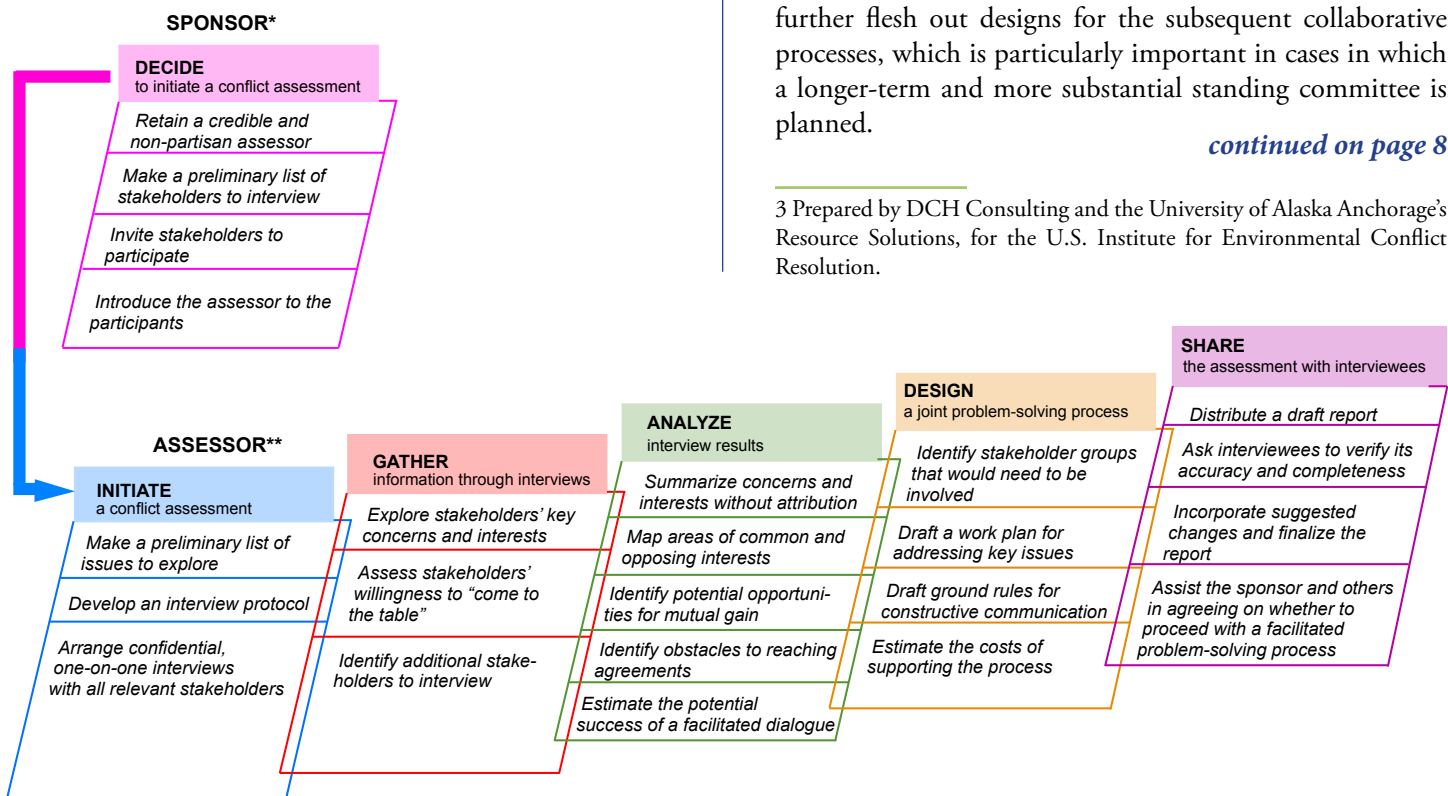 further flesh out designs for the subsequent collaborative
processes, which is particularly important in cases in which
a longer-term and more substantial standing committee is
planned.
continued on page 8
3 Prepared by DCH Consulting and the University of Alaska Anchorage's
Resource Solutions, for the U.S. Institute for Environmental Conflict
Resolution.
SPONSOR*
DECIDE
to initiate a conflict assessment
Retain a credible and
non-partisan assessor
Make a preliminary list of
stakeholders to interview
Invite stakeholders to
participate
Introduce the assessor to the
participants
ASSESSOR**
INITIATE
a conflict assessment
Make a preliminary list of
issues to explore
Develop an interview protocol
Arrange confidential,
one-on-one interviews
with all relevant stakeholders
GATHER
information through interviews
Explore stakeholders' key
concerns and interests
Assess stakeholders'
willingness to “come to
the table”
Identify additional stake-
holders to interview
ANALYZE
interview results
Summarize concerns and
interests without attribution
Map areas of common and
opposing interests
Identify potential opportuni-
ties for mutual gain
Identify obstacles to reaching
agreements
Estimate the potential
success of a facilitated dialogue
DESIGN
a joint problem-solving process
Identify stakeholder groups
that would need to be
involved
Draft a work plan for
addressing key issues
Draft ground rules for
constructive communication
Estimate the costs of
supporting the process
SHARE
the assessment with interviewees
Distribute a draft report
Ask interviewees to verify its
accuracy and completeness
Incorporate suggested
changes and finalize the
report
Assist the sponsor and others
in agreeing on whether to
proceed with a facilitated
problem-solving process